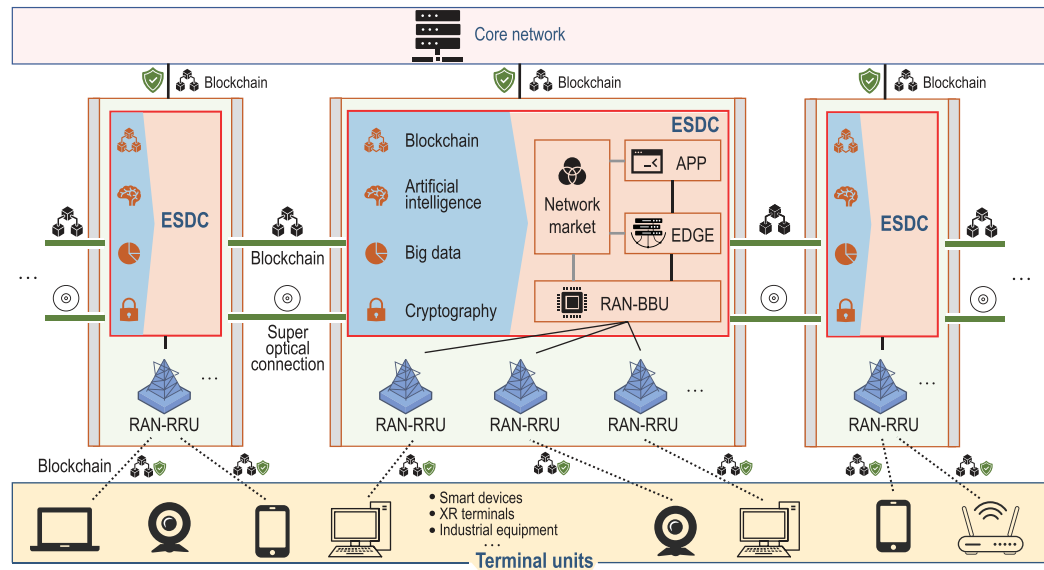 Core network
Blockchain
Blockchain
Blockchain
ESDC
Blockchain
Artificial
intelligence
Big data
Cryptography
ESDC
Network
market
APP
EDGE
RAN-BBU
ESDC
Blockchain
Super
optical
connection
...
...
...
RAN-RRU
RAN-RRU
RAN-RRU
RAN-RRU
...
...
RAN-RRU
Blockchain
• Smart devices
• XR terminals
• Industrial equipment
...
Terminal units